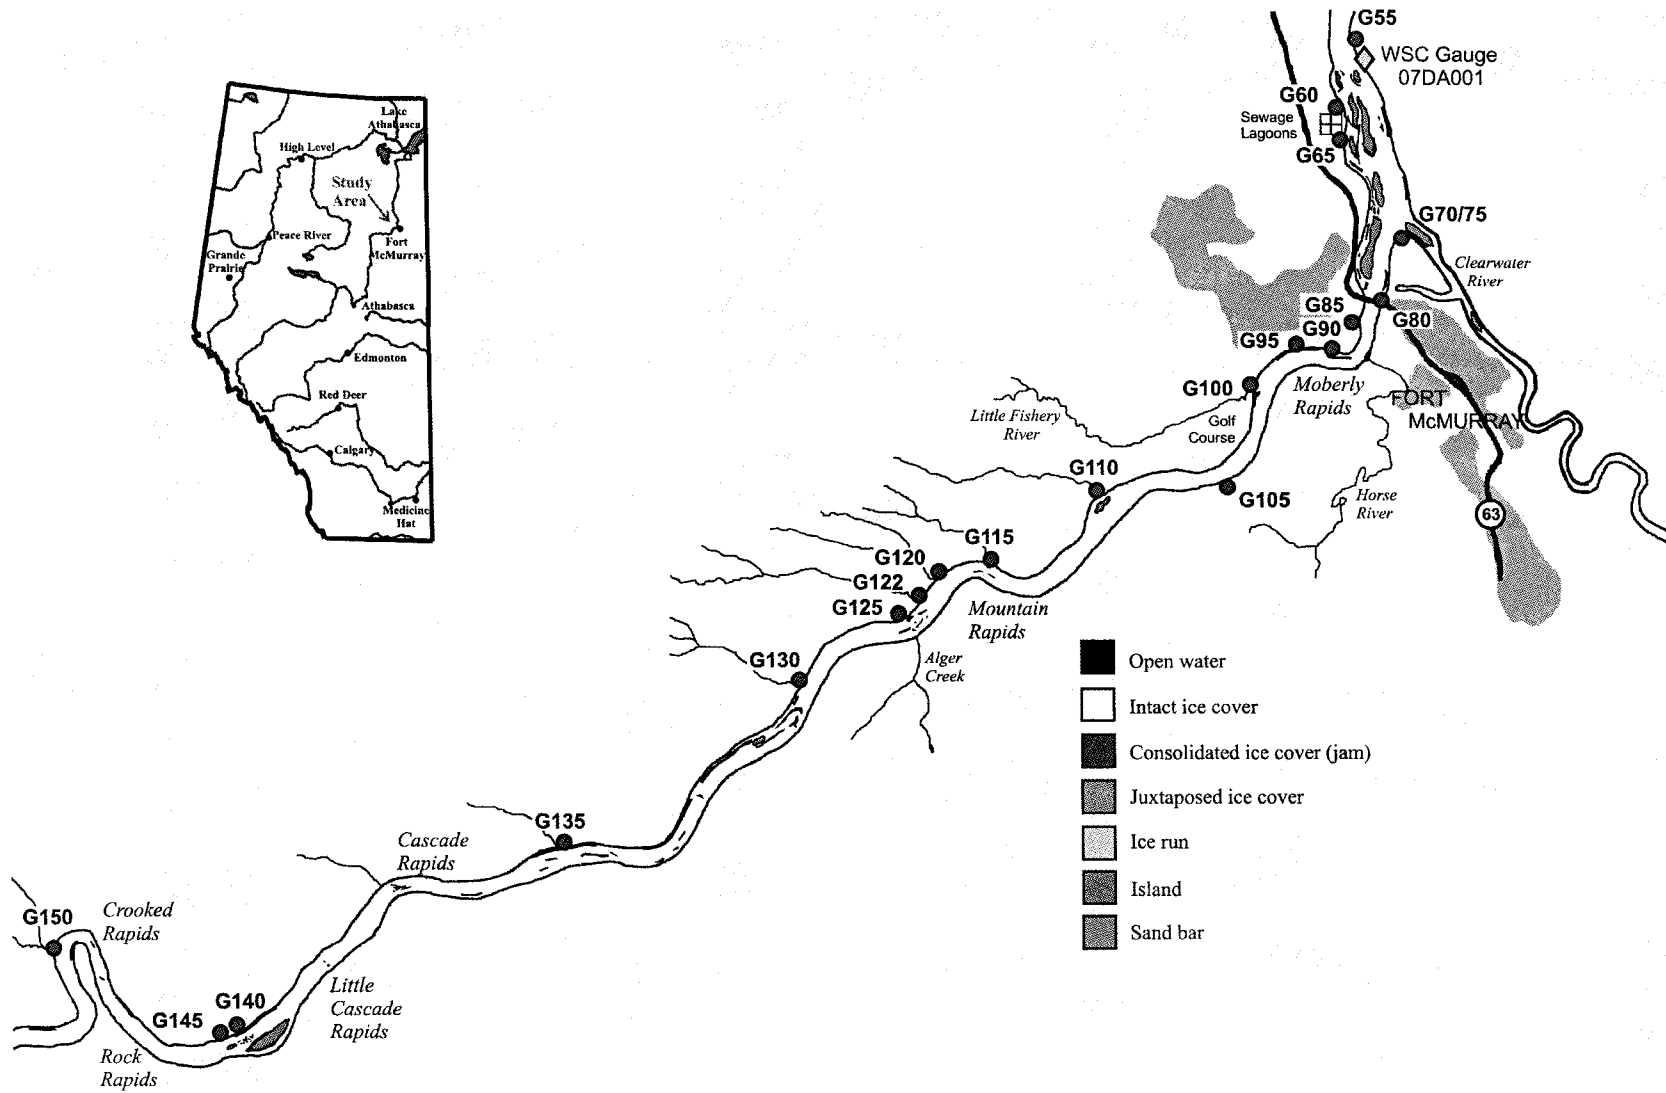 G55
WSC Gauge
07DA001
G60
Sewage
Lagoons
G65
G70/75
Clearwater
River
G85
G80
G90
G95
G100
Moberly
Rapids
FORT
McMURRAY
Little Fishery
River
Golf
Course
G110
G105
Horse
River
63
G115
G120
G122
G125
Mountain
Rapids
Alger
Creek
G130
G135
Cascade
Rapids
Crooked
Rapids
G150
Little
Cascade
Rapids
G140
G145
Rock
Rapids
Lake
Athabasca
High Level
Study
Area
Peace River
Fort
McMurray
Grande
Prairie
Athabasca
Edmonton
Red Deer
Calgary
Medicine
Hat
Open water
Intact ice cover
Consolidated ice cover (jam)
Juxtaposed ice cover
Ice run
Island
Sand bar